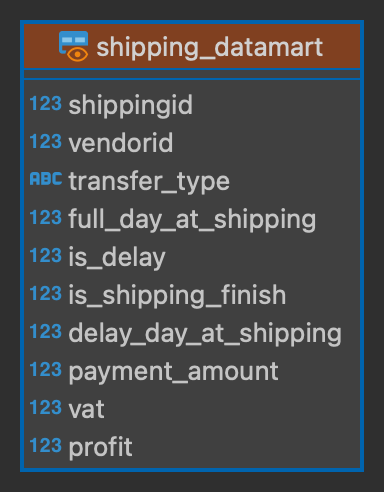 shipping_datamart
123 shippingid
123 vendorid
ABC transfer_type
123 full_day_at_shipping
123 is_delay
123 is_shipping_finish
123 delay_day_at_shipping
123 payment_amount
123 vat
123 profit